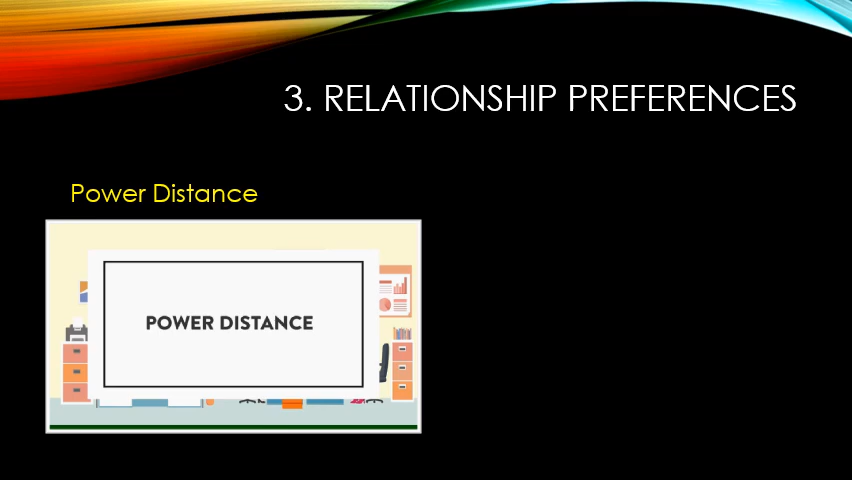 3. RELATIONSHIP PREFERENCES
Power Distance
POWER DISTANCE